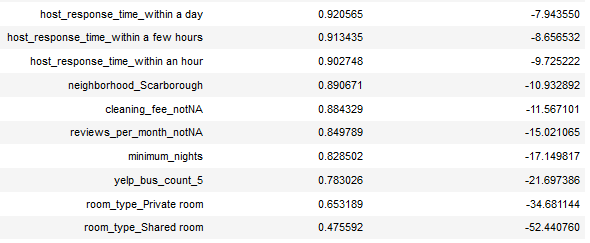 host_response_time_within a day 0.920565 -7.943550
host_response_time_within a few hours 0.913435 -8.656532
host_response_time_within an hour 0.902748 -9.725222
neighborhood_Scarborough 0.890671 -10.932892
cleaning_fee_notNA 0.884329 -11.567101
reviews_per_month_notNA 0.849789 -15.021065
minimum_nights 0.828502 -17.149817
yelp_bus_count_5 0.783026 -21.697386
room_type_Private room 0.653189 -34.681144
room_type_Shared room 0.475592 -52.440760